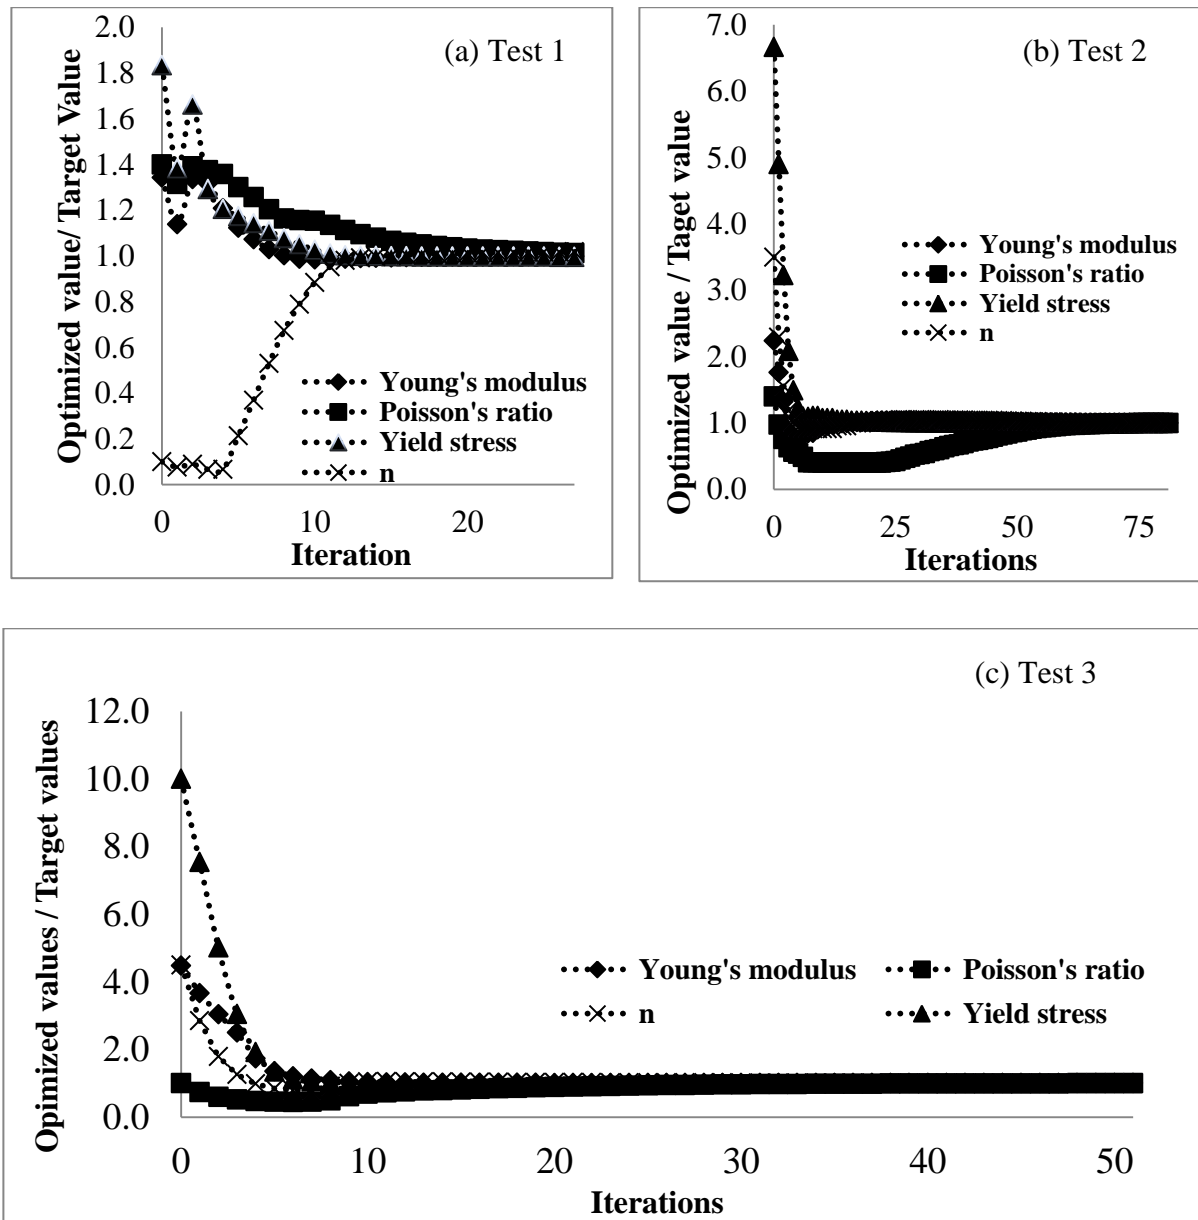 (a) Test 1
Optimized value/ Target Value
2.0
1.8
1.6
1.4
1.2
1.0
0.8
0.6
0.4
0.2
0.0
Young's modulus
Poisson's ratio
Yield stress
n
0 10 20
Iteration
(b) Test 2
Optimized value / Taget value
7.0
6.0
5.0
4.0
3.0
2.0
1.0
0.0
Young's modulus
Poisson's ratio
Yield stress
n
0 25 50 75
Iterations
(c) Test 3
Opimized values / Target values
12.0
10.0
8.0
6.0
4.0
2.0
0.0
Young's modulus Poisson's ratio
n Yield stress
0 10 20 30 40 50
Iterations